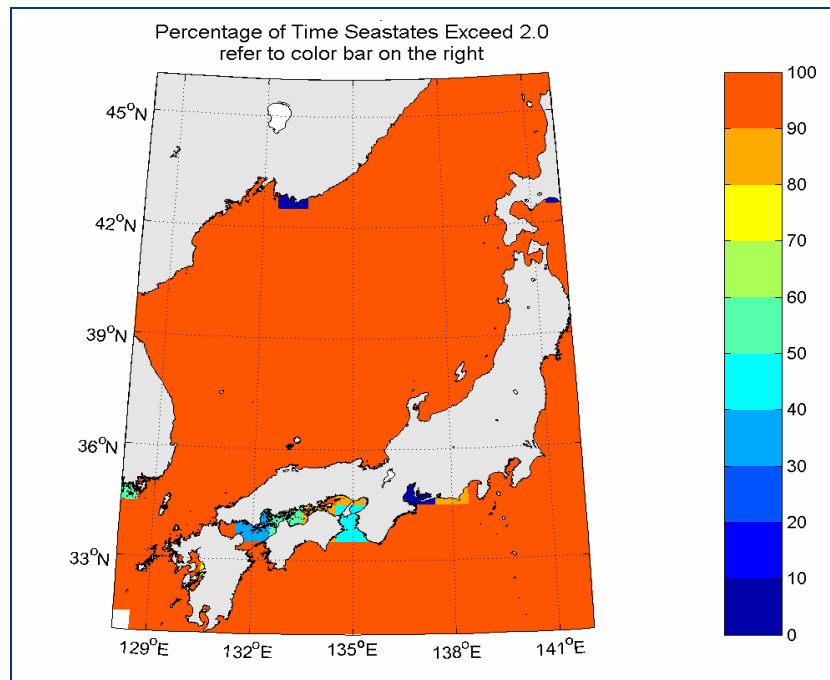 Percentage of Time Seastates Exceed 2.0
refer to color bar on the right
45°N
42°N
39°N
36°N
33°N
129°E
132°E
135°E
138°E
141°E
100
90
80
70
60
50
40
30
20
10
0